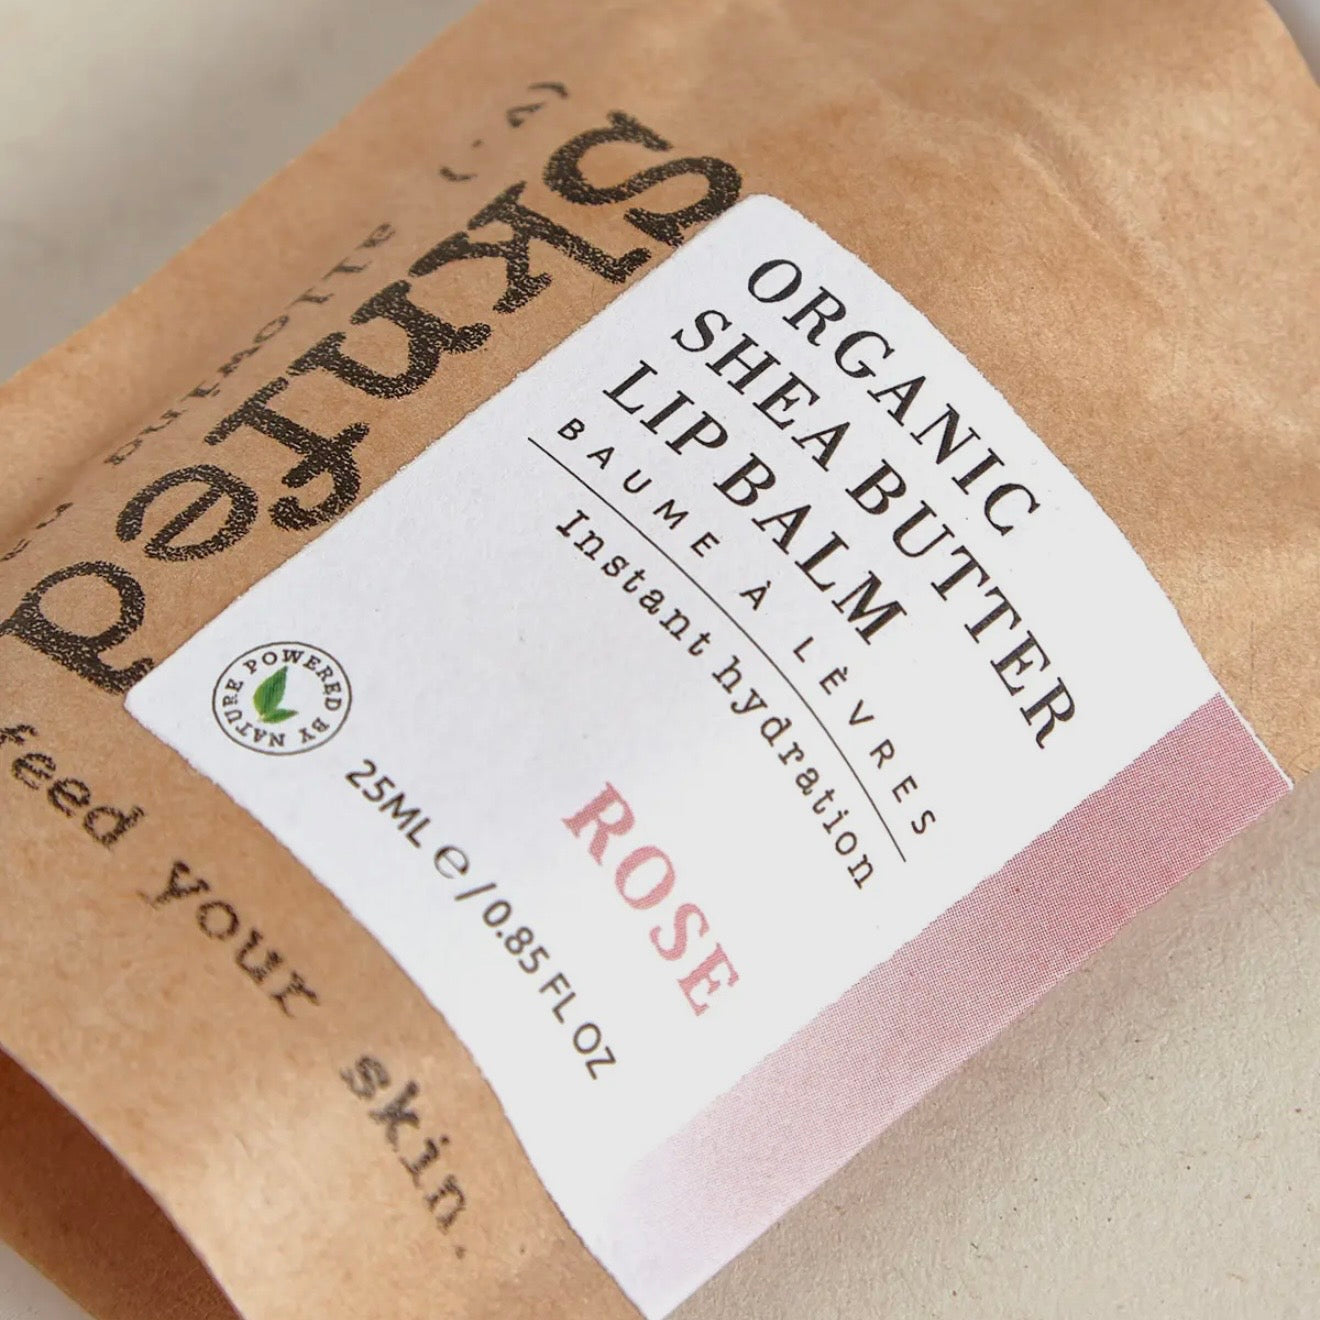 ORGANIC
SHEA BUTTER
LIP BALM
BAUME À LÈVRES
Instant hydration
ROSE
25ML ℮ / 0.85 FL OZ
POWERED BY NATURE
feed your skin.